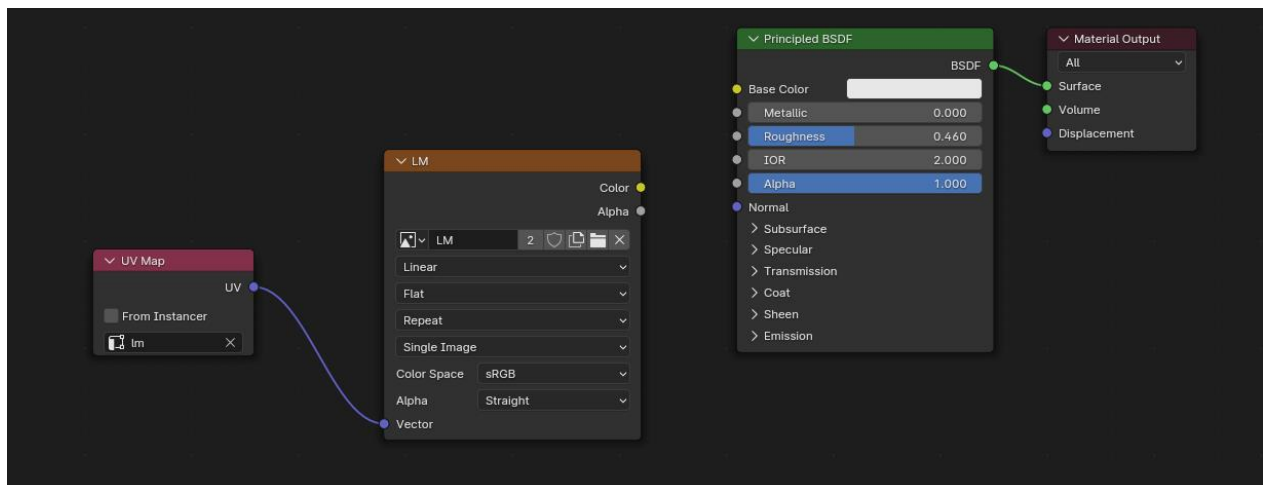 UV Map
UV
From Instancer
lm
LM
Color
Alpha
LM 2
Linear
Flat
Repeat
Single Image
Color Space sRGB
Alpha Straight
Vector
Principled BSDF
BSDF
Base Color
Metallic 0.000
Roughness 0.460
IOR 2.000
Alpha 1.000
Normal
Subsurface
Specular
Transmission
Coat
Sheen
Emission
Material Output
All
Surface
Volume
Displacement